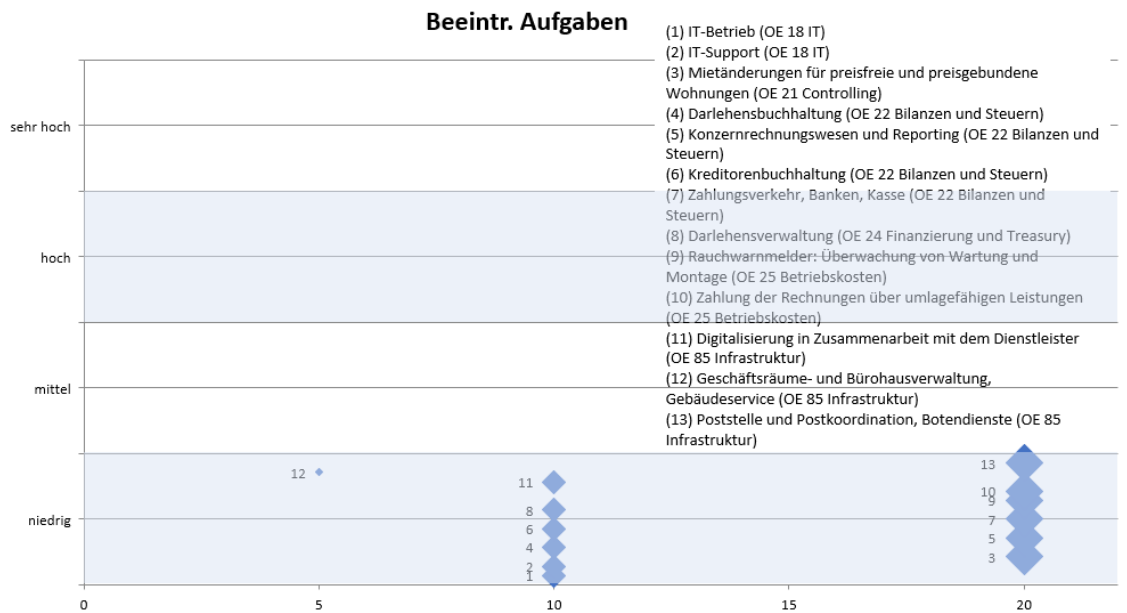 Beeintr. Aufgaben
(1) IT-Betrieb (OE 18 IT)
(2) IT-Support (OE 18 IT)
(3) Mietänderungen für preisfreie und preisgebundene
Wohnungen (OE 21 Controlling)
(4) Darlehensbuchhaltung (OE 22 Bilanzen und Steuern)
(5) Konzernrechnungswesen und Reporting (OE 22 Bilanzen und
Steuern)
(6) Kreditorenbuchhaltung (OE 22 Bilanzen und Steuern)
(7) Zahlungsverkehr, Banken, Kasse (OE 22 Bilanzen und
Steuern)
(8) Darlehensverwaltung (OE 24 Finanzierung und Treasury)
(9) Rauchwarnmelder: Überwachung von Wartung und
Montage (OE 25 Betriebskosten)
(10) Zahlung der Rechnungen über umlagefähigen Leistungen
(OE 25 Betriebskosten)
(11) Digitalisierung in Zusammenarbeit mit dem Dienstleister
(OE 85 Infrastruktur)
(12) Geschäftsräume- und Bürohausverwaltung,
Gebäudeservice (OE 85 Infrastruktur)
(13) Poststelle und Postkoordination, Botendienste (OE 85
Infrastruktur)
sehr hoch
hoch
mittel
niedrig
12
11
8
6
4
2
1
13
10
9
7
5
3
0 5 10 15 20